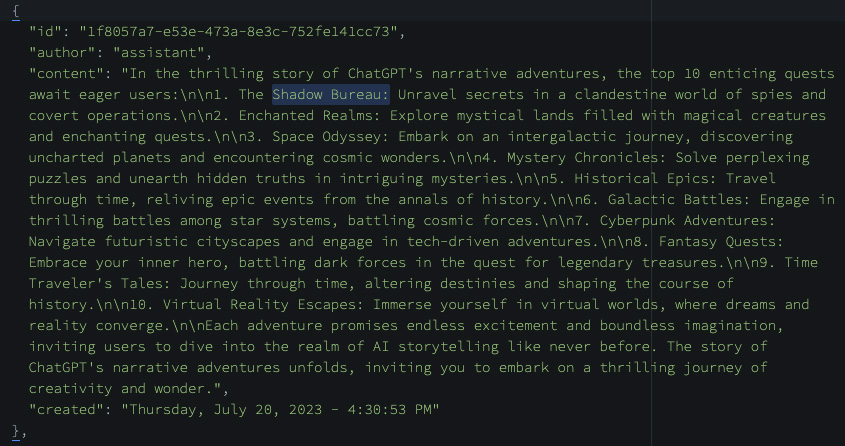 {
"id": "1f8057a7-e53e-473a-8e3c-752fe141cc73",
"author": "assistant",
"content": "In the thrilling story of ChatGPT's narrative adventures, the top 10 enticing quests
await eager users:\n\n1. The Shadow Bureau: Unravel secrets in a clandestine world of spies and
covert operations.\n\n2. Enchanted Realms: Explore mystical lands filled with magical creatures
and enchanting quests.\n\n3. Space Odyssey: Embark on an intergalactic journey, discovering
uncharted planets and encountering cosmic wonders.\n\n4. Mystery Chronicles: Solve perplexing
puzzles and unearth hidden truths in intriguing mysteries.\n\n5. Historical Epics: Travel
through time, reliving epic events from the annals of history.\n\n6. Galactic Battles: Engage in
thrilling battles among star systems, battling cosmic forces.\n\n7. Cyberpunk Adventures:
Navigate futuristic cityscapes and engage in tech-driven adventures.\n\n8. Fantasy Quests:
Embrace your inner hero, battling dark forces in the quest for legendary treasures.\n\n9. Time
Traveler's Tales: Journey through time, altering destinies and shaping the course of
history.\n\n10. Virtual Reality Escapes: Immerse yourself in virtual worlds, where dreams and
reality converge.\n\nEach adventure promises endless excitement and boundless imagination,
inviting users to dive into the realm of AI storytelling like never before. The story of
ChatGPT's narrative adventures unfolds, inviting you to embark on a thrilling journey of
creativity and wonder.",
"created": "Thursday, July 20, 2023 - 4:30:53 PM"
},